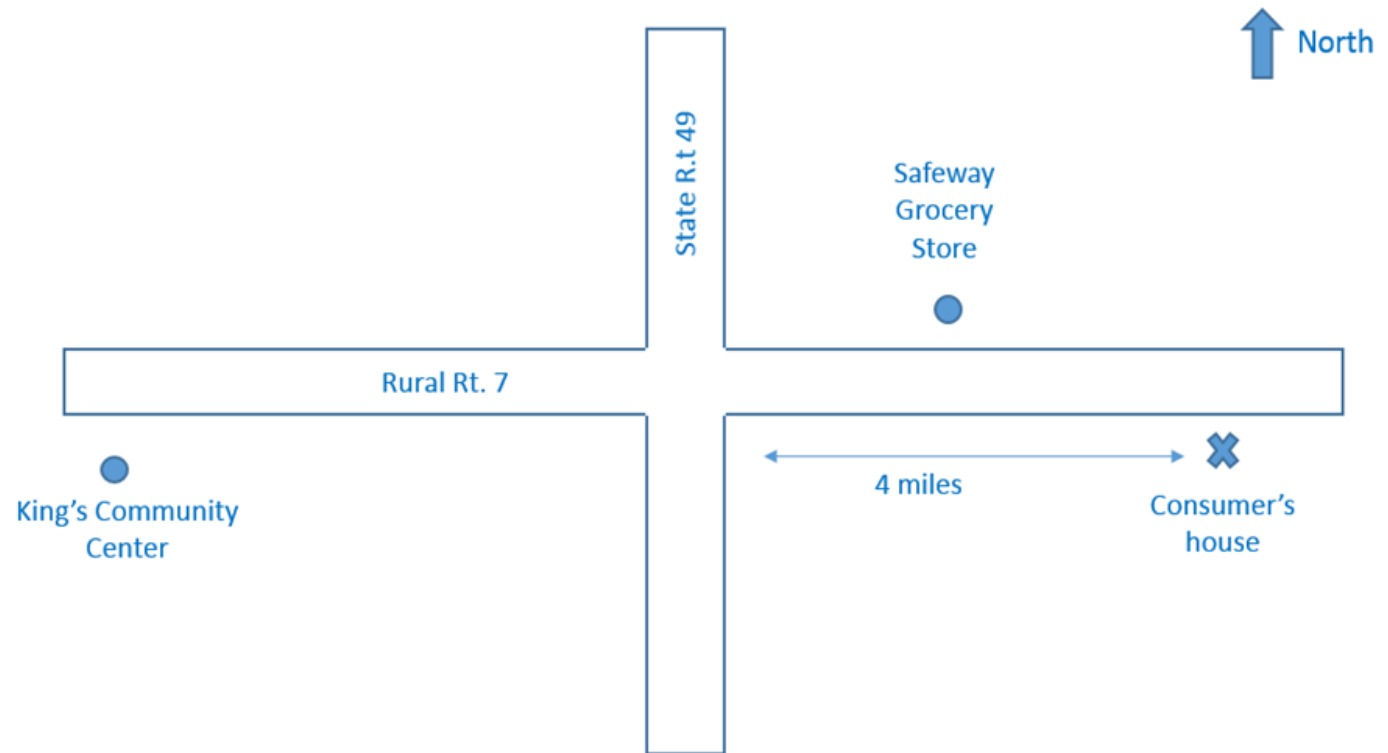 North
State R.t 49
Safeway
Grocery
Store
Rural Rt. 7
4 miles
King's Community
Center
Consumer's
house